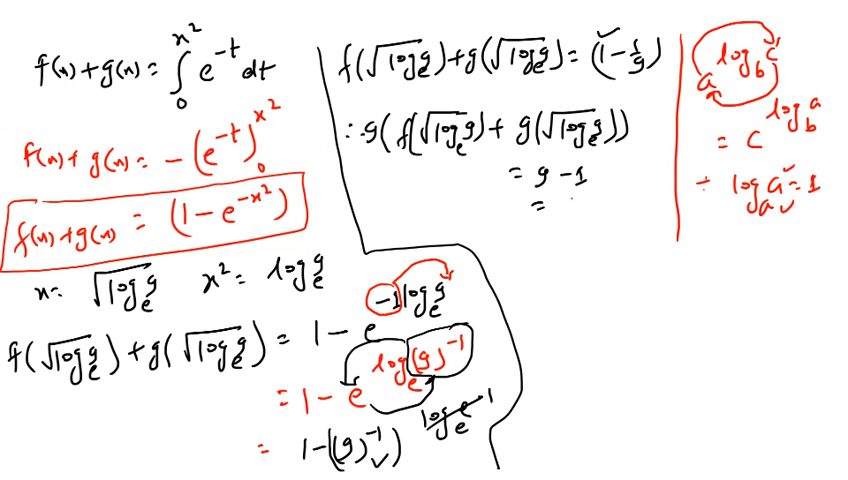 f(x)+g(x) = ∫₀^{x²} e^{-t} dt
f(x)+g(x) = -(e^{-t})₀^{x²}
f(x)+g(x) = (1-e^{-x²})
x = √(log_e 9) x² = log_e 9
f(√(log_e 9)) + g(√(log_e 9)) = 1 - e^{-1 log_e 9}
= 1 - e^{log_e (9)^{-1}}
= 1-((9)^{-1}) log_e e = 1
f(√(log_e 9)) + g(√(log_e 9)) = (1 - 1/9)
∴ 9(f(√(log_e 9)) + g(√(log_e 9)))
= 9 - 1
=
a^{log_b c}
= c^{log_b a}
÷ log_a a = 1